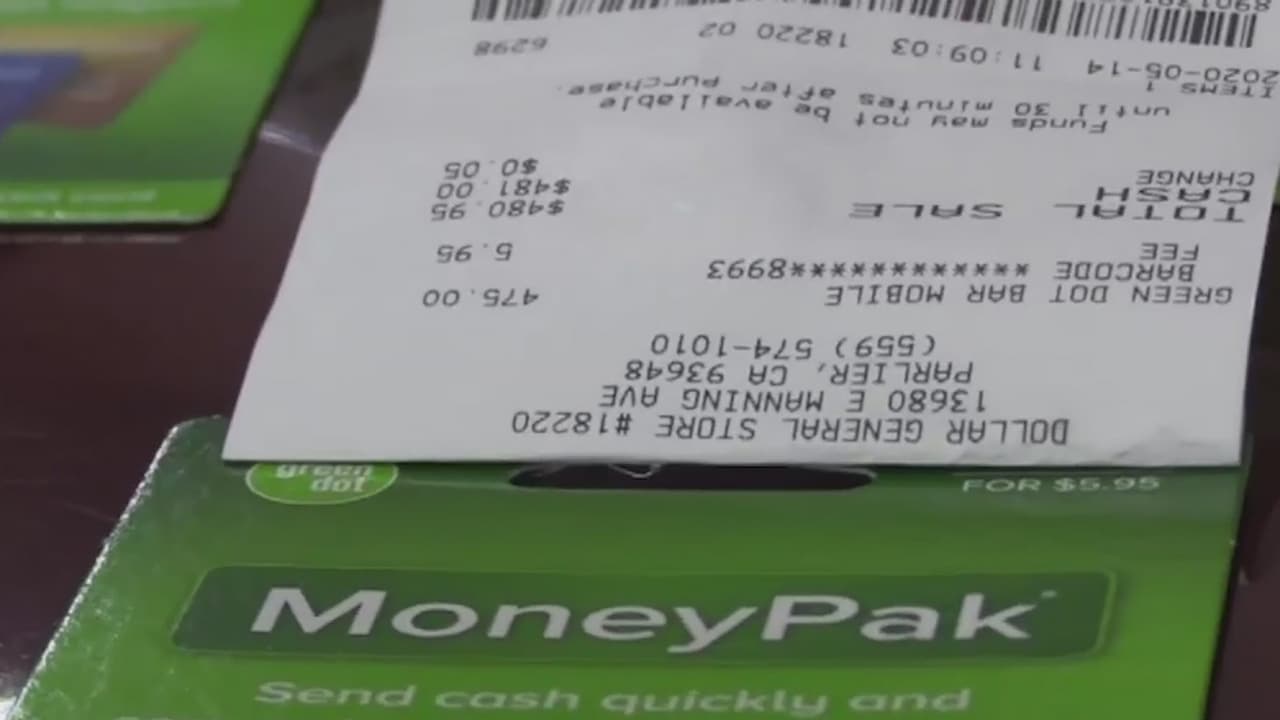 DOLLAR GENERAL STORE #18220
13680 E MANNING AVE
PARLIER, CA 93648
(559) 574-1010
GREEN DOT BAR MOBILE 475.00
BARCODE ************8993
FEE 5.95
TOTAL SALE $480.95
CASH $481.00
CHANGE $0.05
Funds may not be available
until 30 minutes after purchase.
ITEMS 1
2020-05-14 11:09:03 18220 02 6298
green
dot
FOR $5.95
MoneyPak
Send cash quickly and